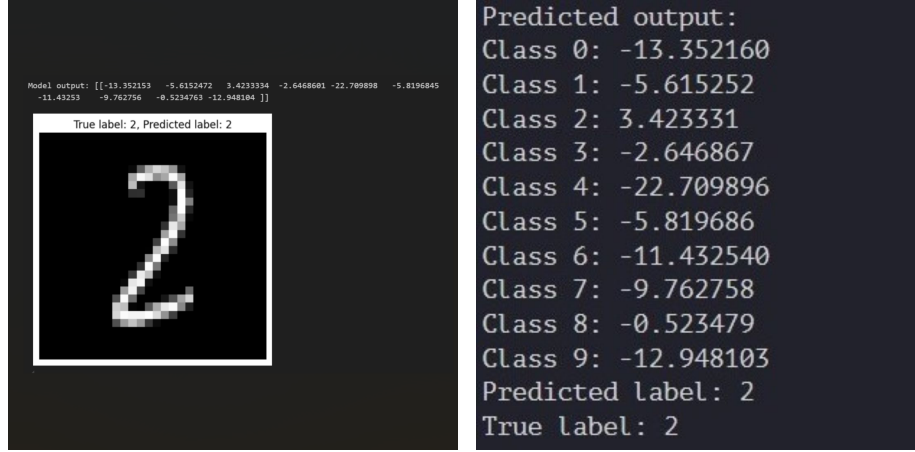 Model output: [[-13.352153 -5.6152472 3.4233334 -2.6468601 -22.709898 -5.8196845
-11.43253 -9.762756 -0.5234763 -12.948104 ]]
True label: 2, Predicted label: 2
2
Predicted output:
Class 0: -13.352160
Class 1: -5.615252
Class 2: 3.423331
Class 3: -2.646867
Class 4: -22.709896
Class 5: -5.819686
Class 6: -11.432540
Class 7: -9.762758
Class 8: -0.523479
Class 9: -12.948103
Predicted label: 2
True label: 2